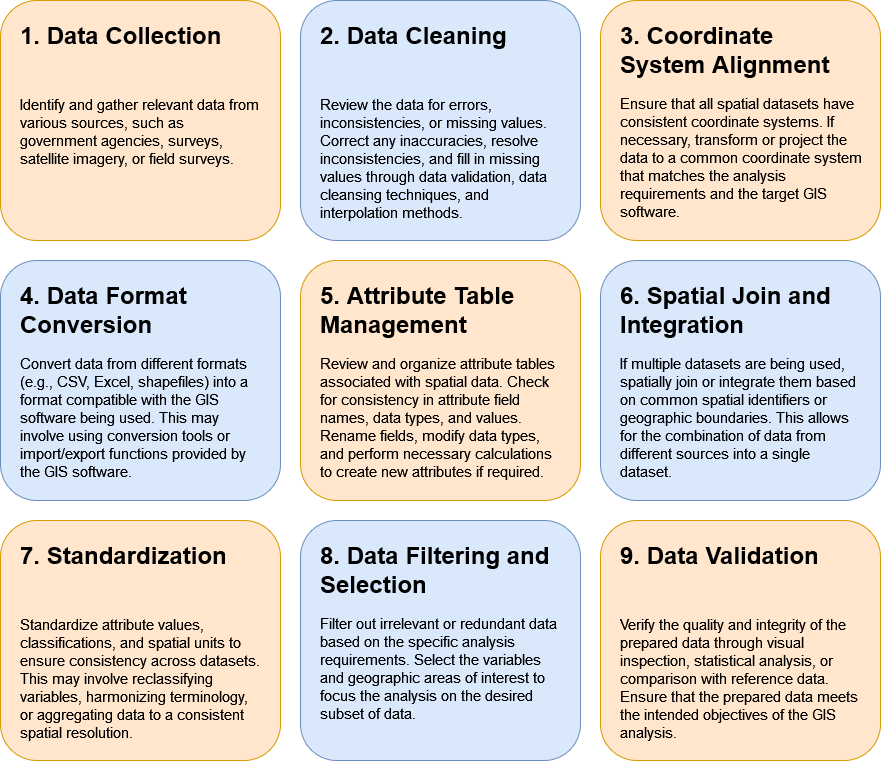 1. Data Collection
Identify and gather relevant data from
various sources, such as
government agencies, surveys,
satellite imagery, or field surveys.
2. Data Cleaning
Review the data for errors,
inconsistencies, or missing values.
Correct any inaccuracies, resolve
inconsistencies, and fill in missing
values through data validation, data
cleansing techniques, and
interpolation methods.
3. Coordinate
System Alignment
Ensure that all spatial datasets have
consistent coordinate systems. If
necessary, transform or project the
data to a common coordinate system
that matches the analysis
requirements and the target GIS
software.
4. Data Format
Conversion
Convert data from different formats
(e.g., CSV, Excel, shapefiles) into a
format compatible with the GIS
software being used. This may
involve using conversion tools or
import/export functions provided by
the GIS software.
5. Attribute Table
Management
Review and organize attribute tables
associated with spatial data. Check
for consistency in attribute field
names, data types, and values.
Rename fields, modify data types,
and perform necessary calculations
to create new attributes if required.
6. Spatial Join and
Integration
If multiple datasets are being used,
spatially join or integrate them based
on common spatial identifiers or
geographic boundaries. This allows
for the combination of data from
different sources into a single
dataset.
7. Standardization
Standardize attribute values,
classifications, and spatial units to
ensure consistency across datasets.
This may involve reclassifying
variables, harmonizing terminology,
or aggregating data to a consistent
spatial resolution.
8. Data Filtering and
Selection
Filter out irrelevant or redundant data
based on the specific analysis
requirements. Select the variables
and geographic areas of interest to
focus the analysis on the desired
subset of data.
9. Data Validation
Verify the quality and integrity of the
prepared data through visual
inspection, statistical analysis, or
comparison with reference data.
Ensure that the prepared data meets
the intended objectives of the GIS
analysis.